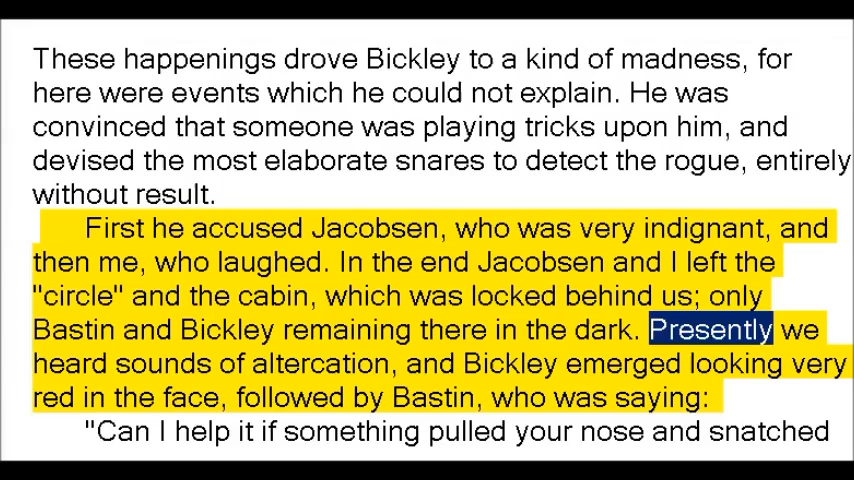 These happenings drove Bickley to a kind of madness, for
here were events which he could not explain. He was
convinced that someone was playing tricks upon him, and
devised the most elaborate snares to detect the rogue, entirely
without result.
First he accused Jacobsen, who was very indignant, and
then me, who laughed. In the end Jacobsen and I left the
"circle" and the cabin, which was locked behind us; only
Bastin and Bickley remaining there in the dark. Presently we
heard sounds of altercation, and Bickley emerged looking very
red in the face, followed by Bastin, who was saying:
"Can I help it if something pulled your nose and snatched